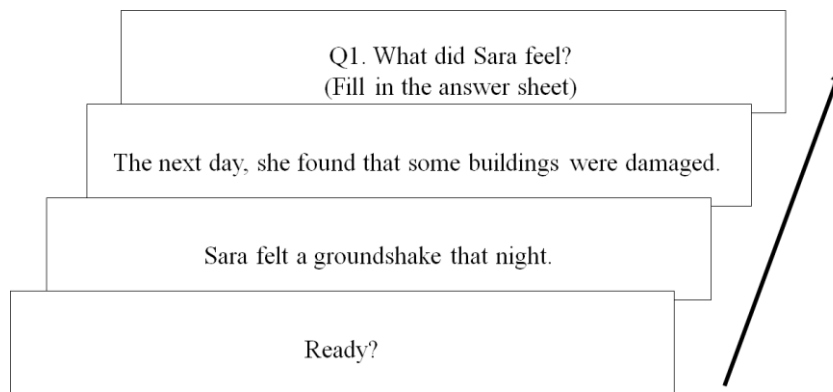 Q1. What did Sara feel?
(Fill in the answer sheet)
The next day, she found that some buildings were damaged.
Sara felt a groundshake that night.
Ready?